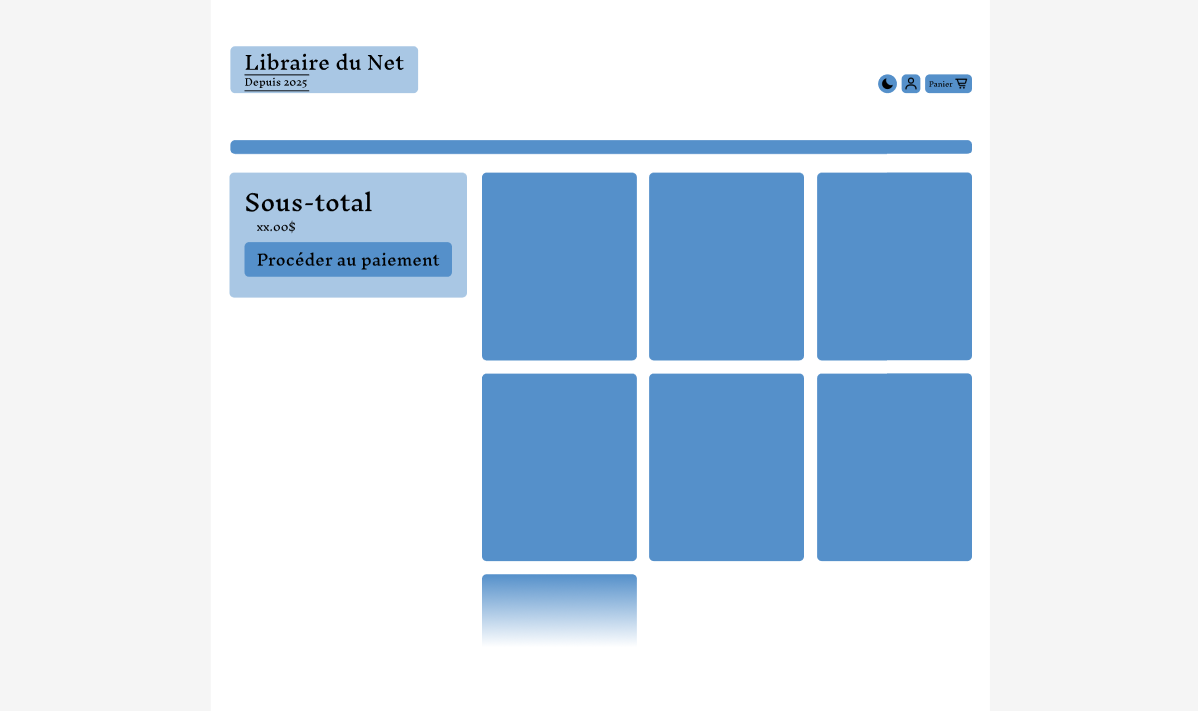 Libraire du Net
Depuis 2025
Panier
Sous-total
xx.00$
Procéder au paiement